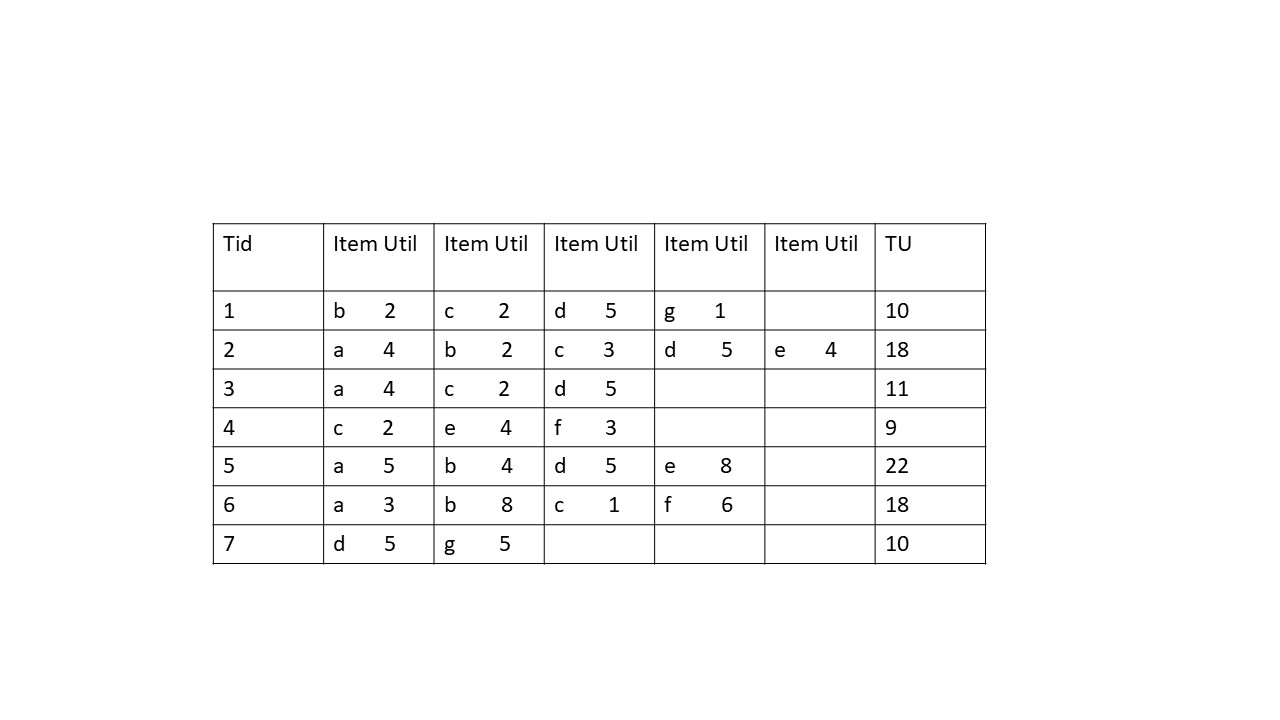 Tid Item Util Item Util Item Util Item Util Item Util TU
1 b 2 c 2 d 5 g 1 10
2 a 4 b 2 c 3 d 5 e 4 18
3 a 4 c 2 d 5 11
4 c 2 e 4 f 3 9
5 a 5 b 4 d 5 e 8 22
6 a 3 b 8 c 1 f 6 18
7 d 5 g 5 10